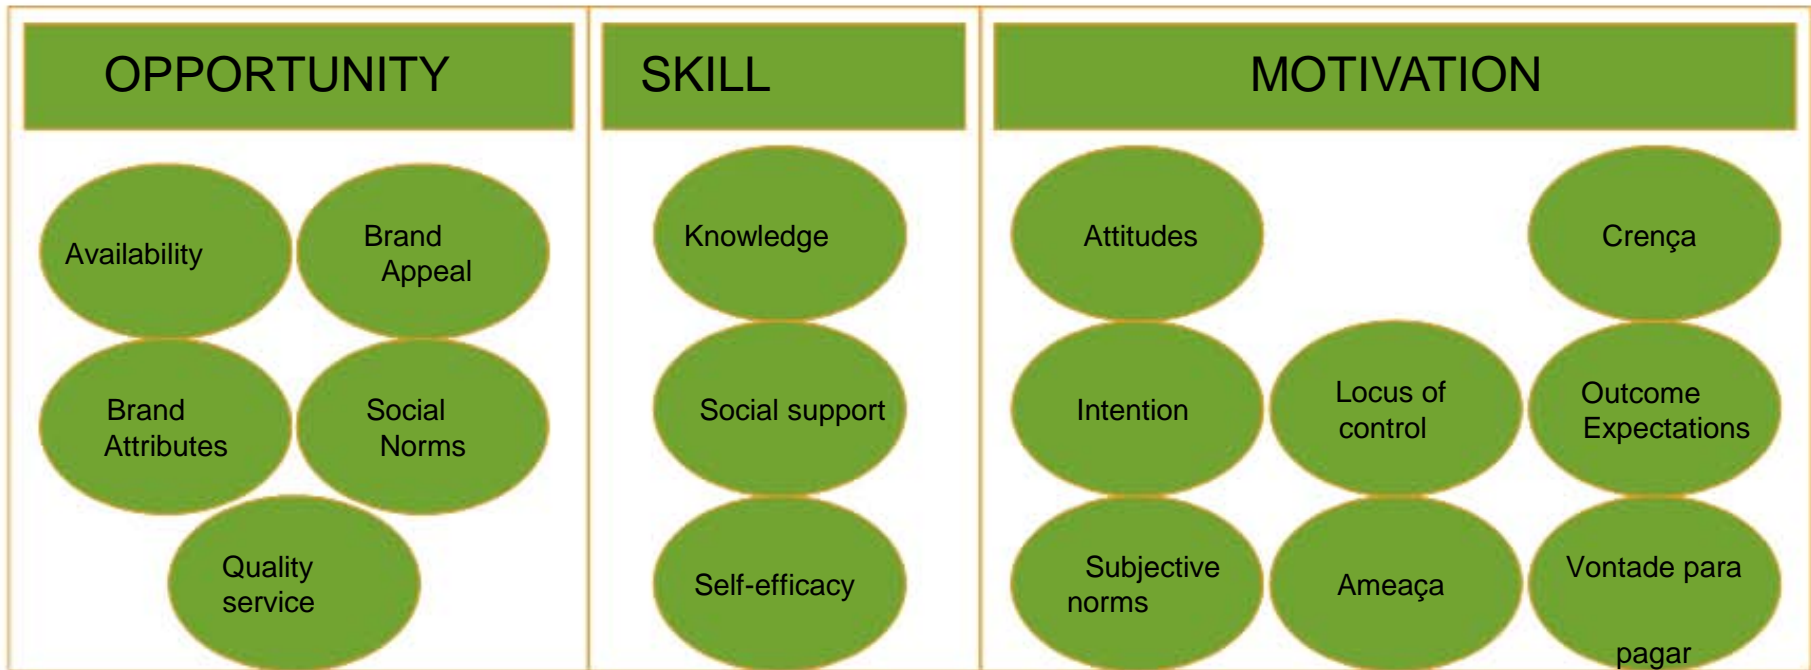 OPPORTUNITY
Availability
Brand
Appeal
Brand
Attributes
Social
Norms
Quality
service
SKILL
Knowledge
Social support
Self-efficacy
MOTIVATION
Attitudes
Crença
Intention
Locus of
control
Outcome
Expectations
Subjective
norms
Ameaça
Vontade para
pagar